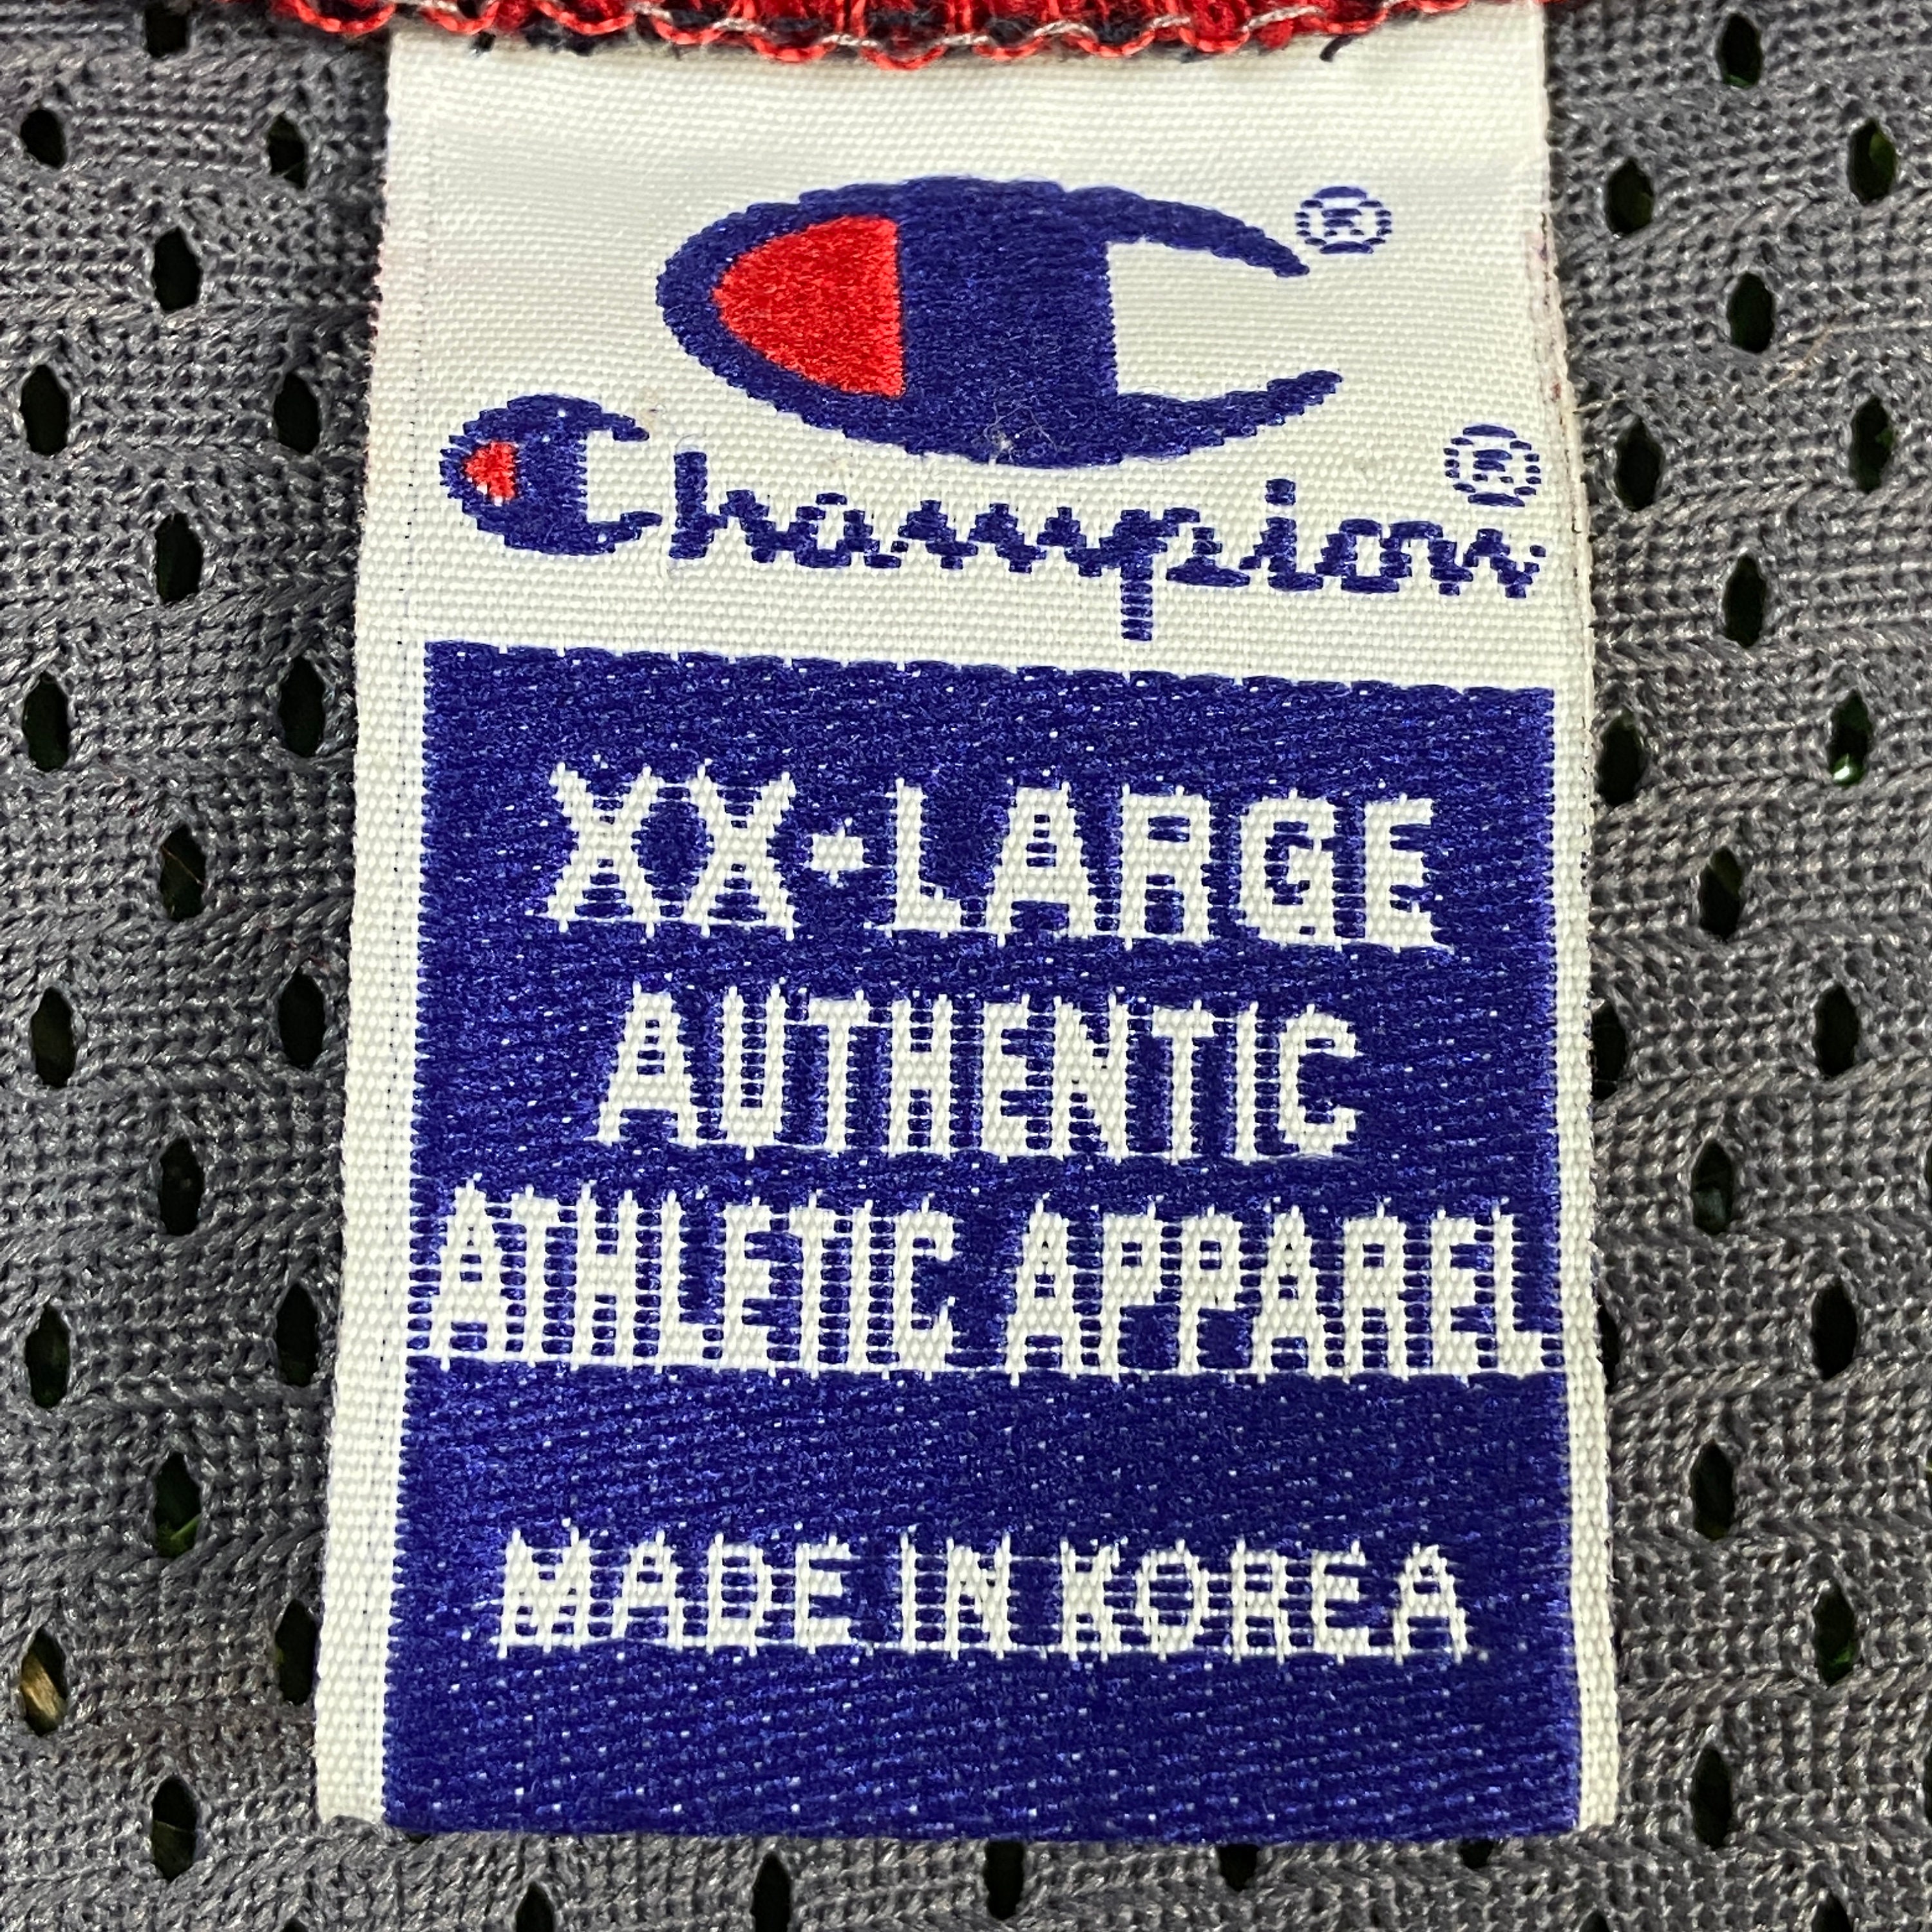 ®
Champion ®
XX-LARGE
AUTHENTIC
ATHLETIC APPAREL
MADE IN KOREA